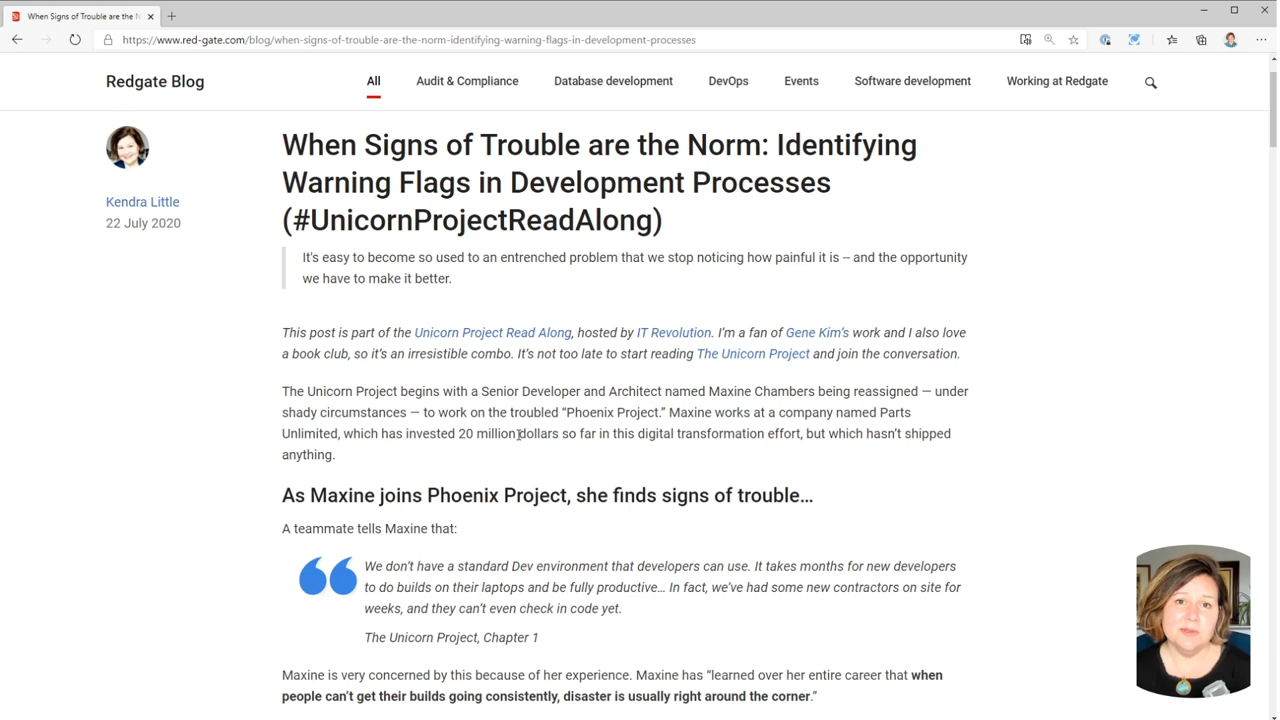 When Signs of Trouble are the N
https://www.red-gate.com/blog/when-signs-of-trouble-are-the-norm-identifying-warning-flags-in-development-processes
Redgate Blog
All
Audit & Compliance
Database development
DevOps
Events
Software development
Working at Redgate
Kendra Little
22 July 2020
When Signs of Trouble are the Norm: Identifying
Warning Flags in Development Processes
(#UnicornProjectReadAlong)
It's easy to become so used to an entrenched problem that we stop noticing how painful it is -- and the opportunity
we have to make it better.
This post is part of the Unicorn Project Read Along, hosted by IT Revolution. I'm a fan of Gene Kim's work and I also love
a book club, so it's an irresistible combo. It's not too late to start reading The Unicorn Project and join the conversation.
The Unicorn Project begins with a Senior Developer and Architect named Maxine Chambers being reassigned — under
shady circumstances — to work on the troubled “Phoenix Project.” Maxine works at a company named Parts
Unlimited, which has invested 20 million dollars so far in this digital transformation effort, but which hasn't shipped
anything.
As Maxine joins Phoenix Project, she finds signs of trouble…
A teammate tells Maxine that:
We don't have a standard Dev environment that developers can use. It takes months for new developers
to do builds on their laptops and be fully productive… In fact, we've had some new contractors on site for
weeks, and they can't even check in code yet.
The Unicorn Project, Chapter 1
Maxine is very concerned by this because of her experience. Maxine has “learned over her entire career that when
people can't get their builds going consistently, disaster is usually right around the corner.”